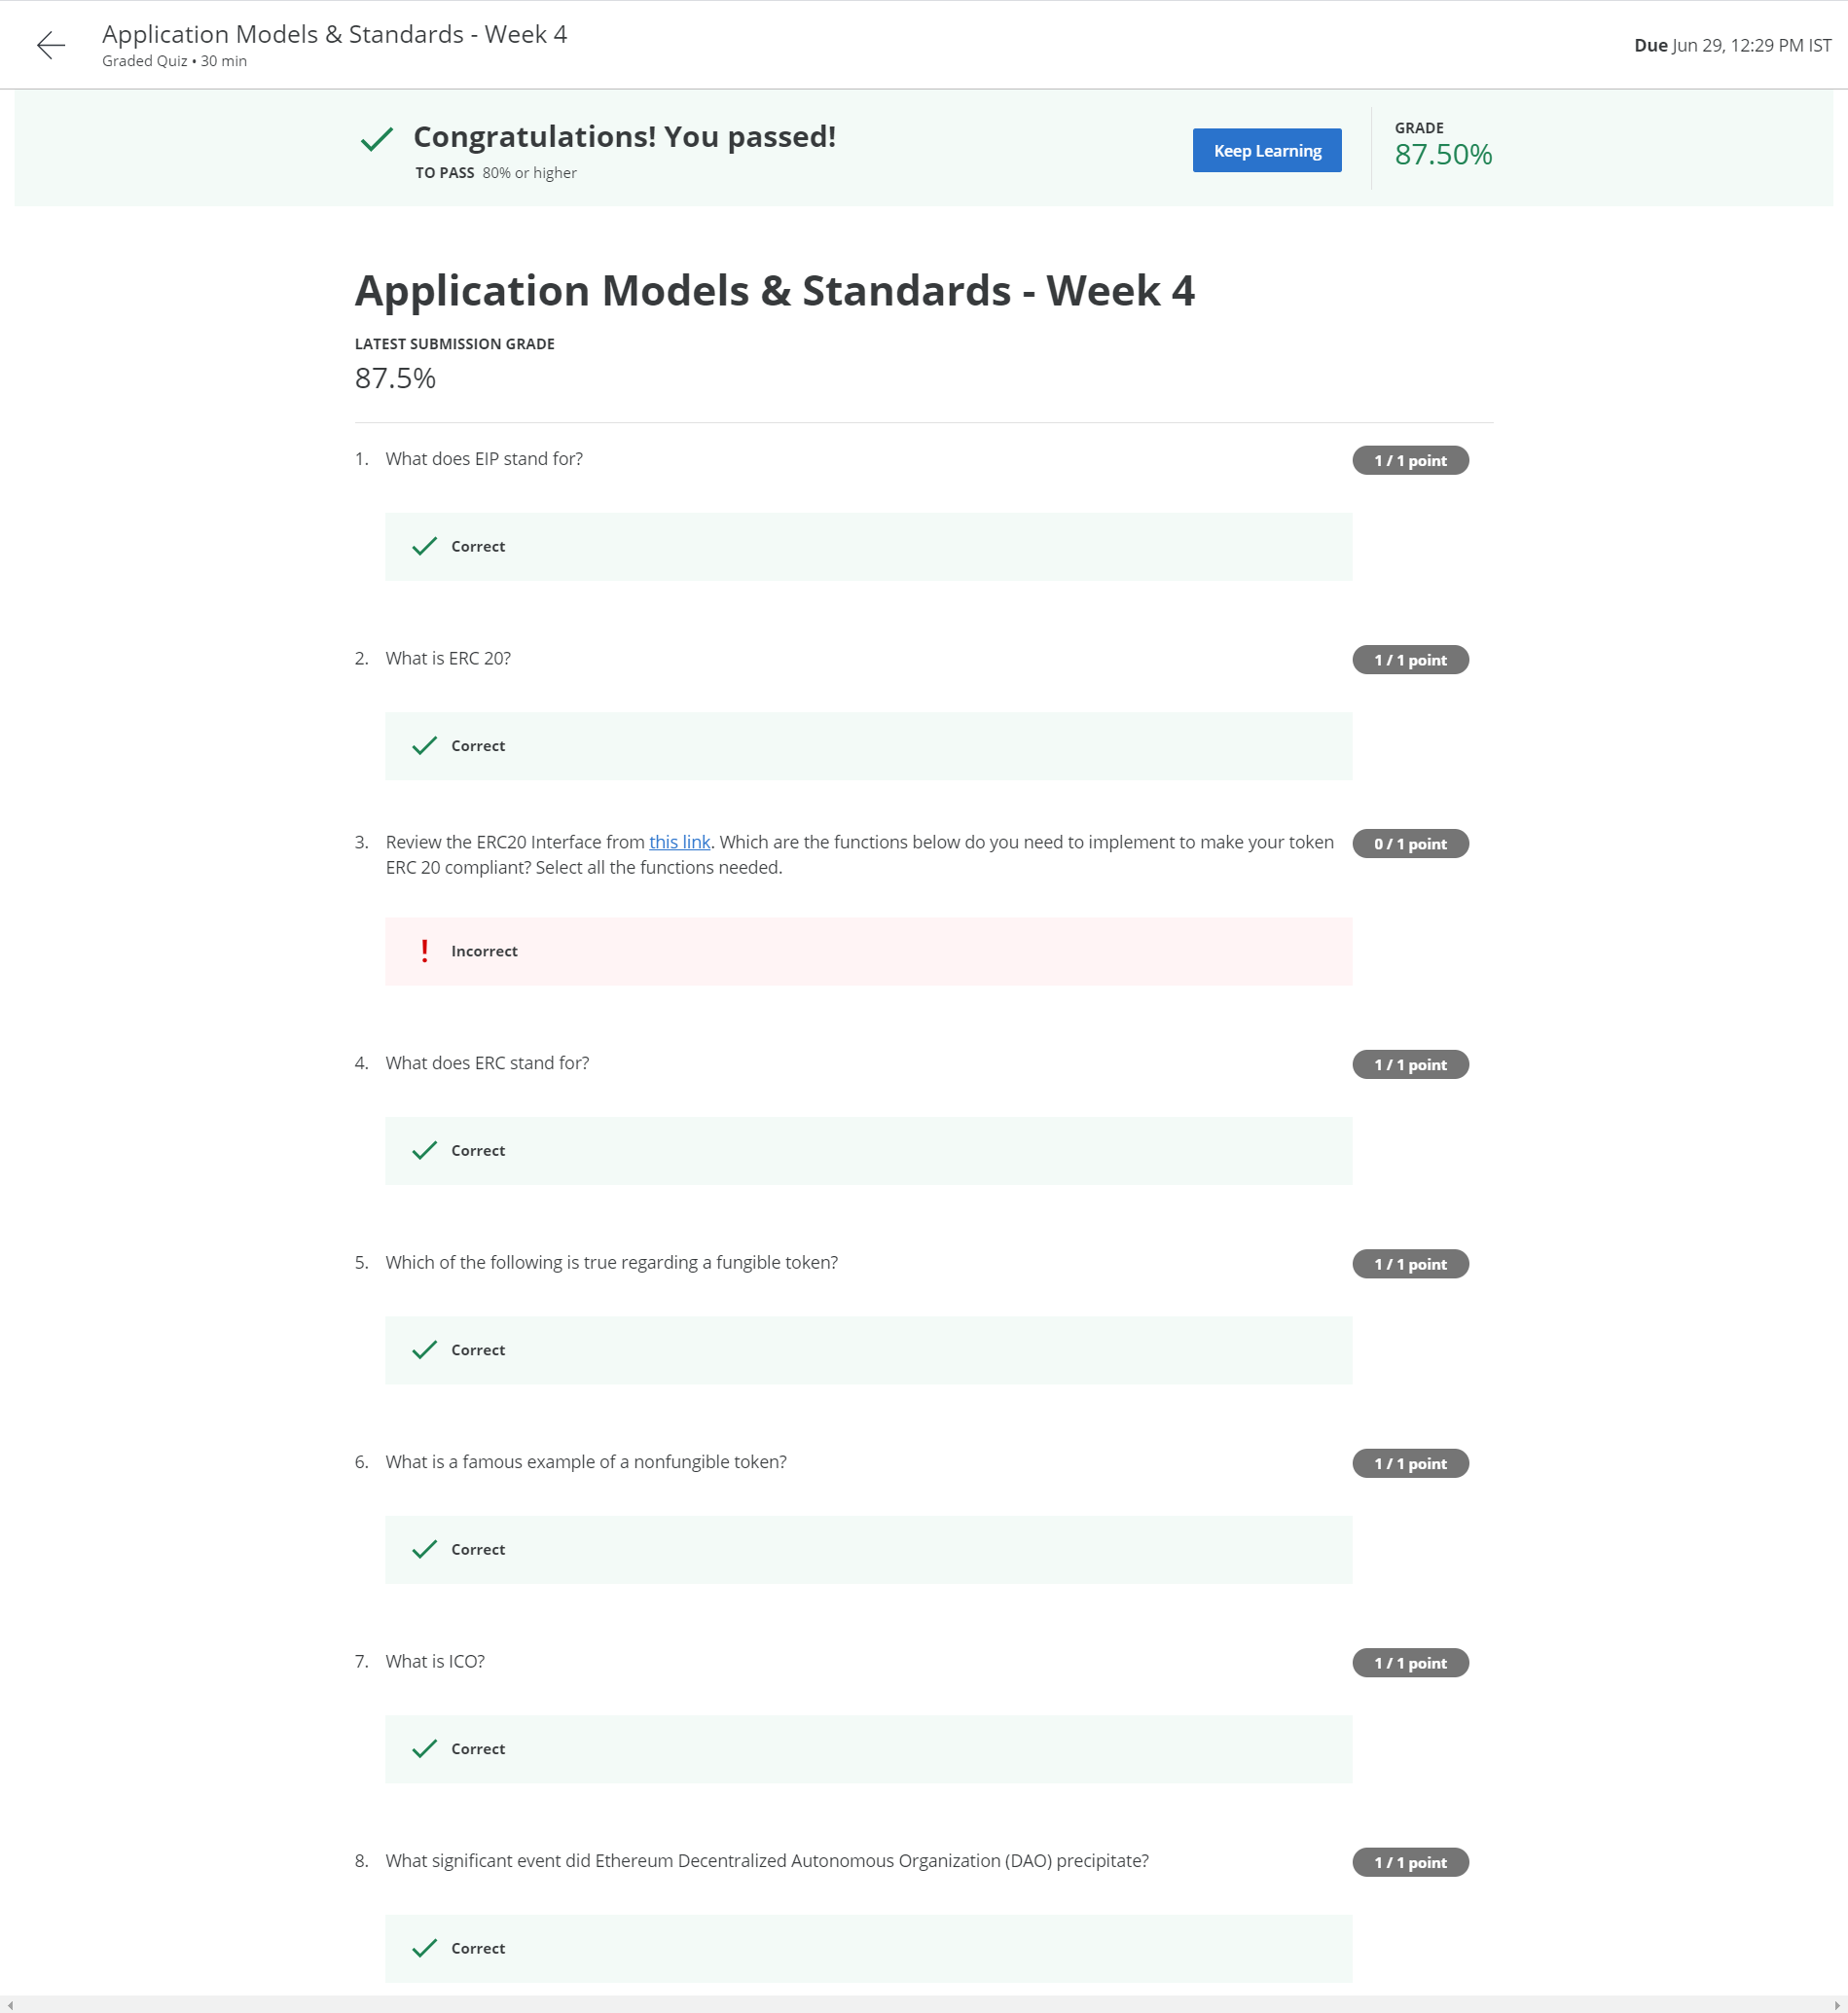 Application Models & Standards - Week 4
Graded Quiz • 30 min
Due Jun 29, 12:29 PM IST
Congratulations! You passed!
TO PASS 80% or higher
Keep Learning
GRADE
87.50%
Application Models & Standards - Week 4
LATEST SUBMISSION GRADE
87.5%
1. What does EIP stand for?
1 / 1 point
Correct
2. What is ERC 20?
1 / 1 point
Correct
3. Review the ERC20 Interface from this link. Which are the functions below do you need to implement to make your token
ERC 20 compliant? Select all the functions needed.
0 / 1 point
Incorrect
4. What does ERC stand for?
1 / 1 point
Correct
5. Which of the following is true regarding a fungible token?
1 / 1 point
Correct
6. What is a famous example of a nonfungible token?
1 / 1 point
Correct
7. What is ICO?
1 / 1 point
Correct
8. What significant event did Ethereum Decentralized Autonomous Organization (DAO) precipitate?
1 / 1 point
Correct